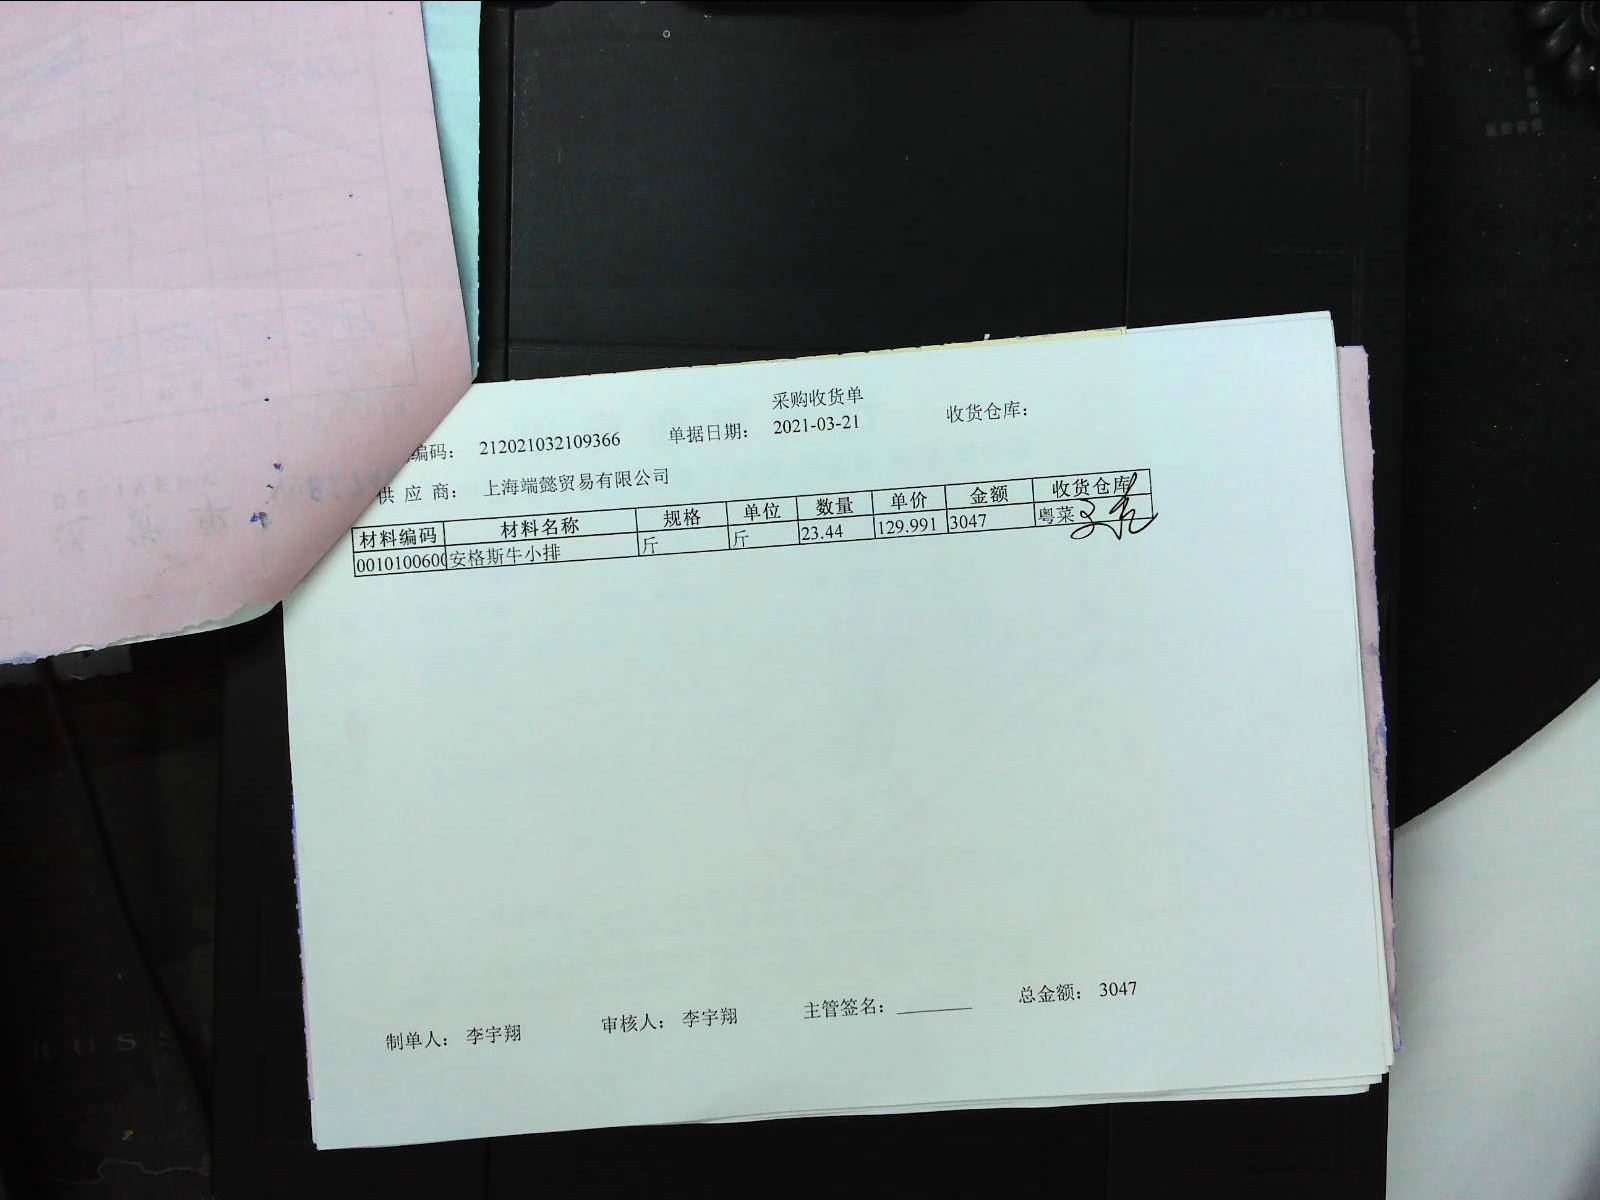 采购收货单
编码： 212021032109366 单据日期： 2021-03-21 收货仓库：
供 应 商： 上海端懿贸易有限公司
材料编码 材料名称 规格 单位 数量 单价 金额 收货仓库
0010100600 安格斯牛小排 斤 斤 23.44 129.991 3047 粤菜
制单人： 李宇翔 审核人： 李宇翔 主管签名： 总金额： 3047